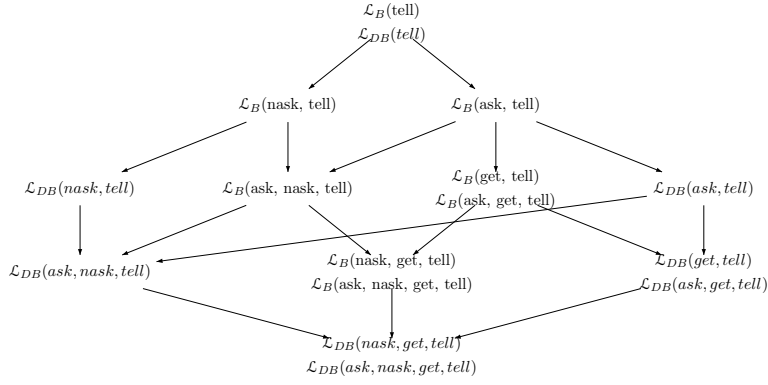 ℒ_B(tell)
ℒ_DB(tell)
ℒ_B(nask, tell)
ℒ_B(ask, tell)
ℒ_DB(nask, tell)
ℒ_B(ask, nask, tell)
ℒ_B(get, tell)
ℒ_B(ask, get, tell)
ℒ_DB(ask, tell)
ℒ_DB(ask, nask, tell)
ℒ_B(nask, get, tell)
ℒ_B(ask, nask, get, tell)
ℒ_DB(get, tell)
ℒ_DB(ask, get, tell)
ℒ_DB(nask, get, tell)
ℒ_DB(ask, nask, get, tell)